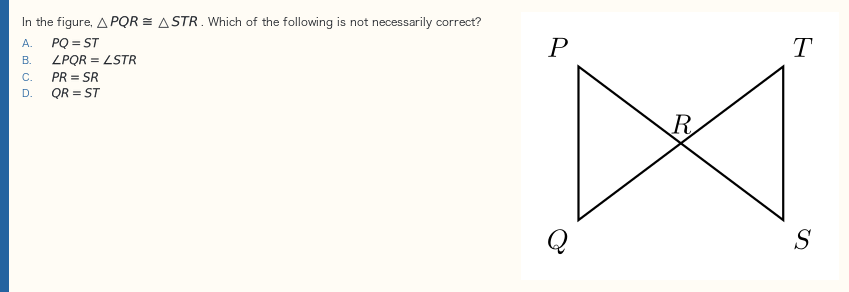 In the figure, △PQR ≅ △STR. Which of the following is not necessarily correct?
A. PQ = ST
B. ∠PQR = ∠STR
C. PR = SR
D. QR = ST
P
T
R
Q
S